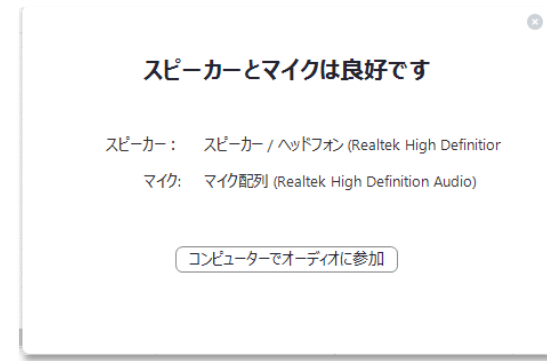 スピーカーとマイクは良好です
スピーカー： スピーカー / ヘッドフォン (Realtek High Definitior
マイク: マイク配列 (Realtek High Definition Audio)
コンピューターでオーディオに参加